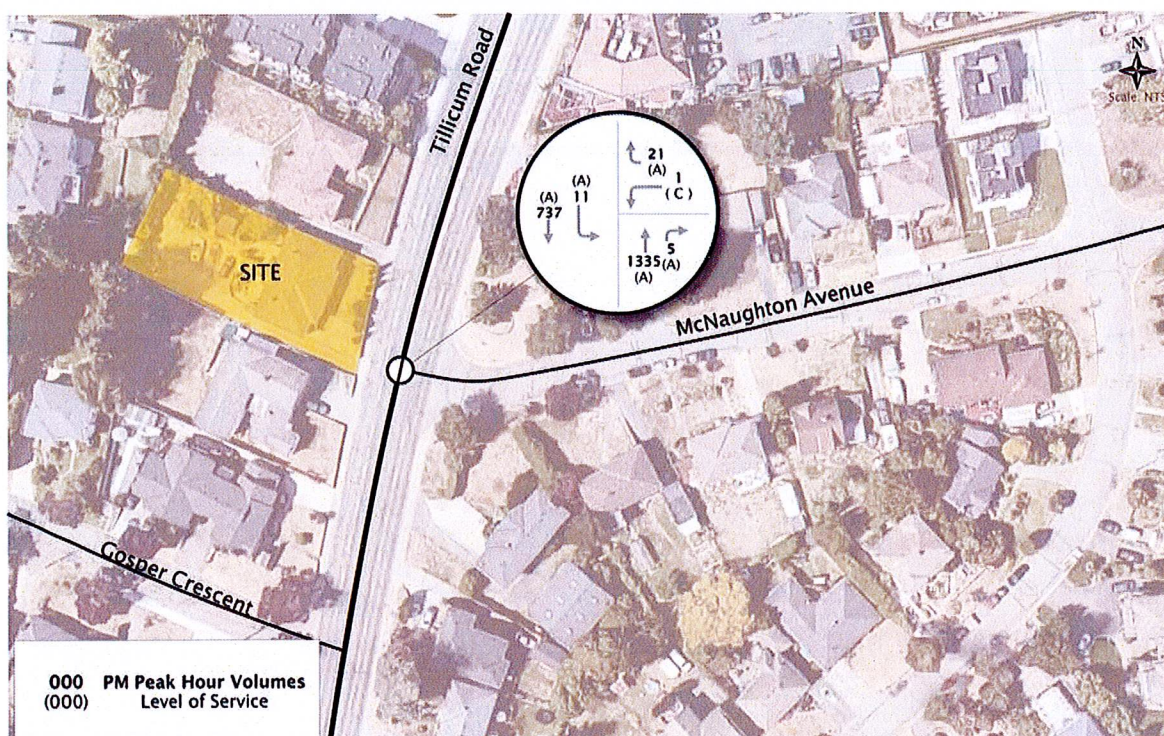 N
Scale: NTS
Tillicum Road
21
(A)
1
(C)
(A)
11
(A)
737
1335
(A)
5
(A)
SITE
McNaughton Avenue
Gosper Crescent
000 PM Peak Hour Volumes
(000) Level of Service